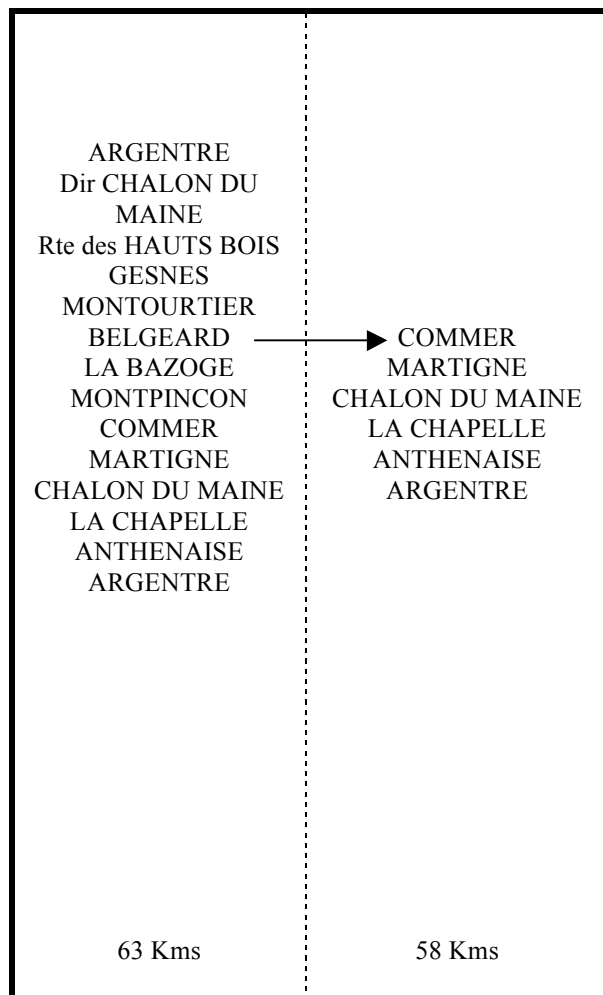 ARGENTRE
Dir CHALON DU
MAINE
Rte des HAUTS BOIS
GESNES
MONTOURTIER
BELGEARD
LA BAZOGE
MONTPINCON
COMMER
MARTIGNE
CHALON DU MAINE
LA CHAPELLE
ANTHENAISE
ARGENTRE
63 Kms
COMMER
MARTIGNE
CHALON DU MAINE
LA CHAPELLE
ANTHENAISE
ARGENTRE
58 Kms